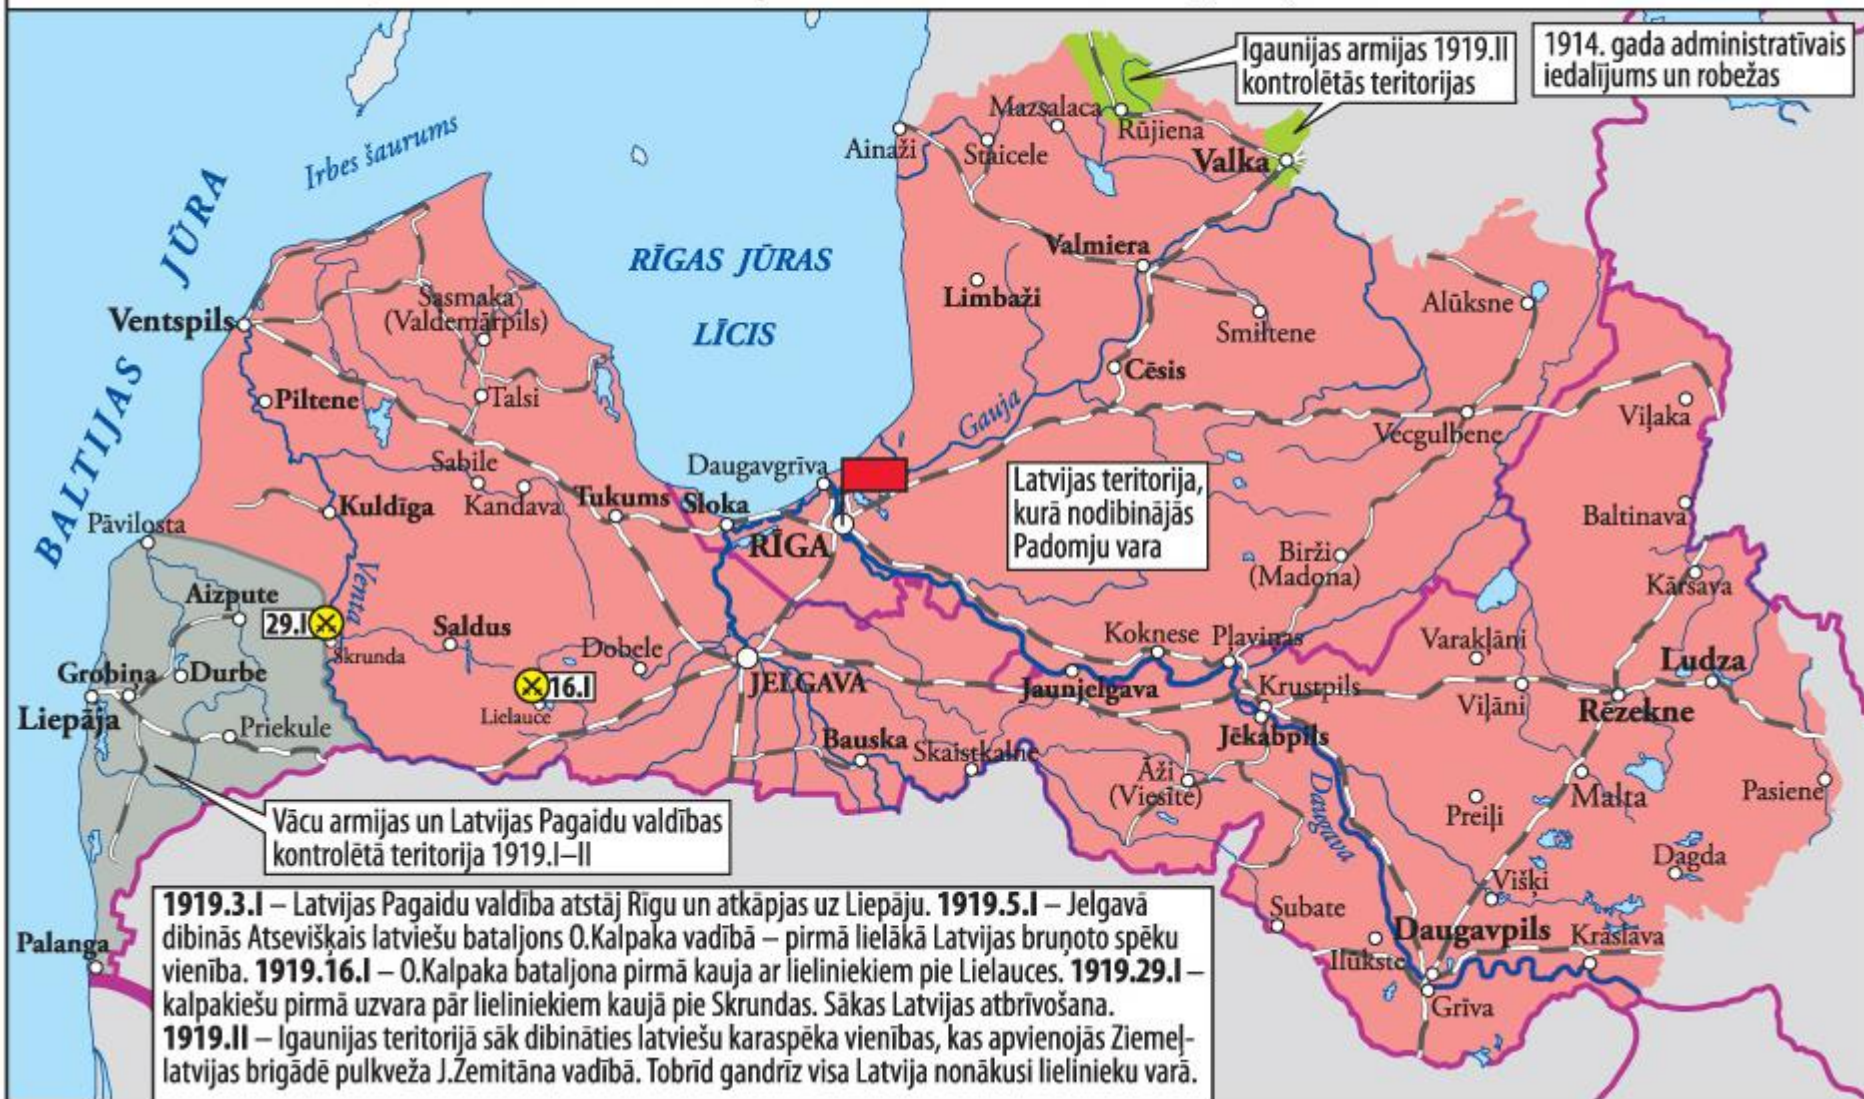 Igaunijas armijas 1919.II
kontrolētās teritorijas
1914. gada administratīvais
iedalījums un robežas
Irbes šaurums
BALTIJAS JŪRA
RĪGAS JŪRAS
LĪCIS
Mazsalaca
Rūjiena
Ainaži
Staicele
Valka
Valmiera
Limbaži
Smiltene
Alūksne
Cēsis
Gauja
Vecgulbene
Viļaka
Baltinava
Kārsava
Ventspils
Sasmaka
(Valdemārpils)
Piltene
Talsi
Sabile
Kandava
Kuldīga
Tukums
Sloka
Daugavgrīva
RĪGA
Latvijas teritorija,
kurā nodibinājās
Padomju vara
Birži
(Madona)
Pāvilosta
Aizpute
29.I
Venta
Skrunda
Saldus
Dobele
16.I
Lielauce
JELGAVA
Grobiņa
Durbe
Liepāja
Priekule
Bauska
Skaistkalne
Koknese
Pļaviņas
Jaunjelgava
Krustpils
Jēkabpils
Āži
(Viesīte)
Daugava
Varakļāni
Viļāni
Ludza
Rēzekne
Malta
Preiļi
Pasiene
Dagda
Višķi
Subate
Daugavpils
Krāslava
Ilūkste
Grīva
Palanga
Vācu armijas un Latvijas Pagaidu valdības
kontrolētā teritorija 1919.I–II
1919.3.I – Latvijas Pagaidu valdība atstāj Rīgu un atkāpjas uz Liepāju. 1919.5.I – Jelgavā
dibinās Atsevišķais latviešu bataljons O.Kalpaka vadībā – pirmā lielākā Latvijas bruņoto spēku
vienība. 1919.16.I – O.Kalpaka bataljona pirmā kauja ar lieliniekiem pie Lielauces. 1919.29.I –
kalpakiešu pirmā uzvara pār lieliniekiem kaujā pie Skrundas. Sākas Latvijas atbrīvošana.
1919.II – Igaunijas teritorijā sāk dibināties latviešu karaspēka vienības, kas apvienojās Ziemeļ-
latvijas brigādē pulkveža J.Zemitāna vadībā. Tobrīd gandrīz visa Latvija nonākusi lielinieku varā.